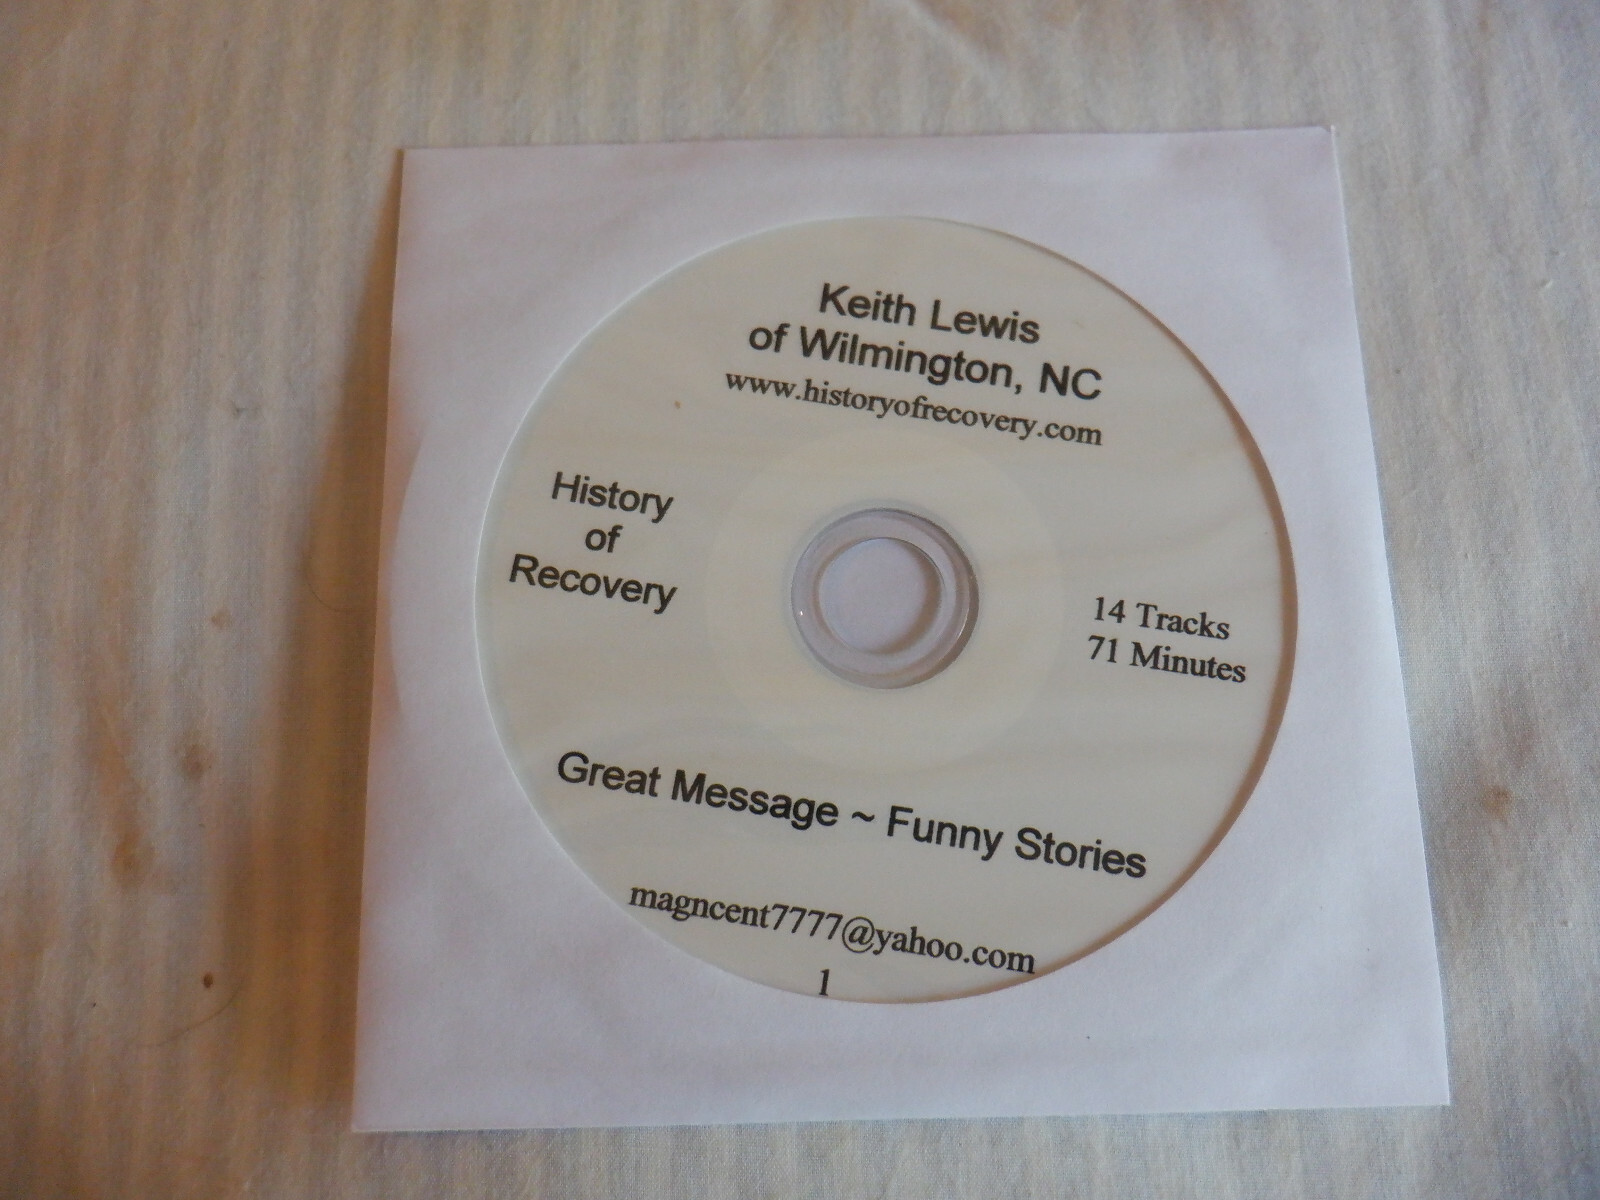 Keith Lewis
of Wilmington, NC
www.historyofrecovery.com
History
of
Recovery
14 Tracks
71 Minutes
Great Message ~ Funny Stories
magncent7777@yahoo.com
1